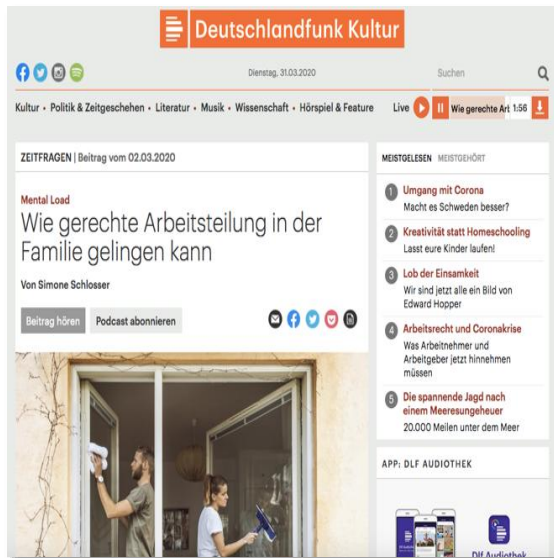 Deutschlandfunk Kultur
Dienstag, 31.03.2020
Suchen
Kultur • Politik & Zeitgeschehen • Literatur • Musik • Wissenschaft • Hörspiel & Feature
Live
Wie gerechte Art 1:56
ZEITFRAGEN | Beitrag vom 02.03.2020
Mental Load
Wie gerechte Arbeitsteilung in der
Familie gelingen kann
Von Simone Schlosser
Beitrag hören
Podcast abonnieren
MEISTGELESEN MEISTGEHÖRT
1 Umgang mit Corona
Macht es Schweden besser?
2 Kreativität statt Homeschooling
Lasst eure Kinder laufen!
3 Lob der Einsamkeit
Wir sind jetzt alle ein Bild von
Edward Hopper
4 Arbeitsrecht und Coronakrise
Was Arbeitnehmer und
Arbeitgeber jetzt hinnehmen
müssen
5 Die spannende Jagd nach
einem Meeresungeheuer
20.000 Meilen unter dem Meer
APP: DLF AUDIOTHEK
Dlf Audiothek